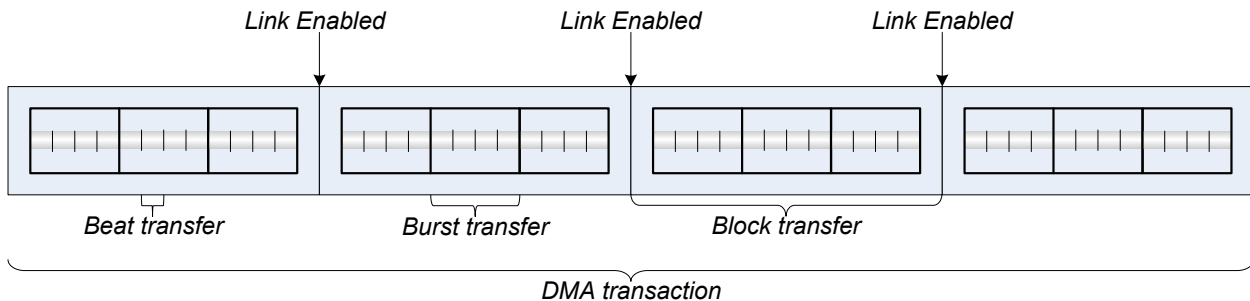 Link Enabled Link Enabled Link Enabled
Beat transfer Burst transfer Block transfer
DMA transaction